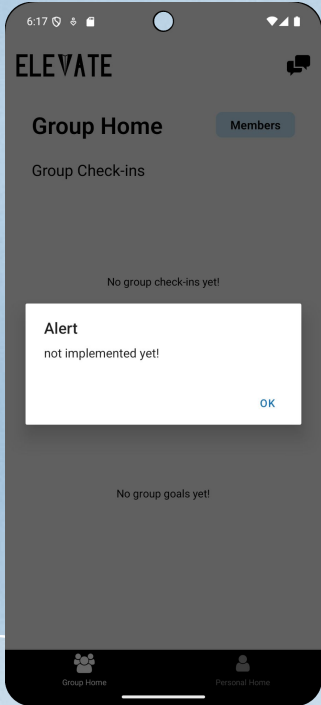 6:17
ELEVATE
Group Home
Members
Group Check-ins
No group check-ins yet!
Alert
not implemented yet!
OK
No group goals yet!
Group Home
Personal Home